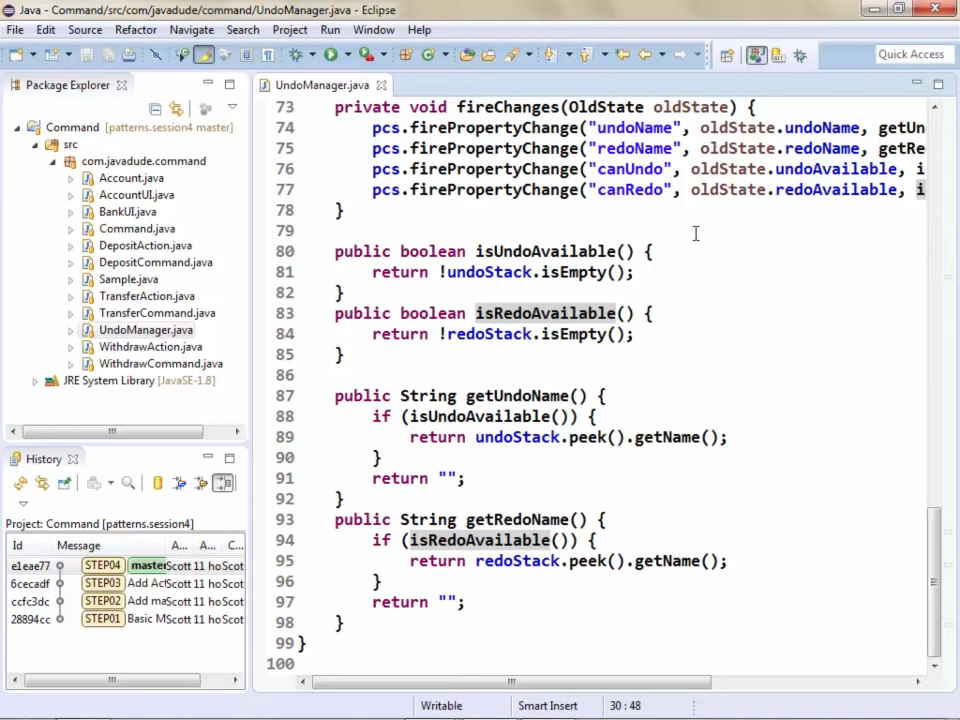 Java - Command/src/com/javadude/command/UndoManager.java - Eclipse
File Edit Source Refactor Navigate Search Project Run Window Help
Quick Access
Package Explorer
Command [patterns.session4 master]
src
com.javadude.command
Account.java
AccountUI.java
BankUI.java
Command.java
DepositAction.java
DepositCommand.java
Sample.java
TransferAction.java
TransferCommand.java
UndoManager.java
WithdrawAction.java
WithdrawCommand.java
JRE System Library [JavaSE-1.8]
History
Project: Command [patterns.session4]
Id Message A... A... C...
e1eae77 STEP04 master Scott 11 ho Scot
6cecadf STEP03 Add Act Scott 11 ho Scot
ccfc3dc STEP02 Add ma Scott 11 ho Scot
28894cc STEP01 Basic M Scott 11 ho Scot
UndoManager.java
73 private void fireChanges(OldState oldState) {
74 pcs.firePropertyChange("undoName", oldState.undoName, getUn
75 pcs.firePropertyChange("redoName", oldState.redoName, getRe
76 pcs.firePropertyChange("canUndo", oldState.undoAvailable, i
77 pcs.firePropertyChange("canRedo", oldState.redoAvailable, i
78 }
79
80 public boolean isUndoAvailable() {
81 return !undoStack.isEmpty();
82 }
83 public boolean isRedoAvailable() {
84 return !redoStack.isEmpty();
85 }
86
87 public String getUndoName() {
88 if (isUndoAvailable()) {
89 return undoStack.peek().getName();
90 }
91 return "";
92 }
93 public String getRedoName() {
94 if (isRedoAvailable()) {
95 return redoStack.peek().getName();
96 }
97 return "";
98 }
99 }
100
Writable Smart Insert 30 : 48